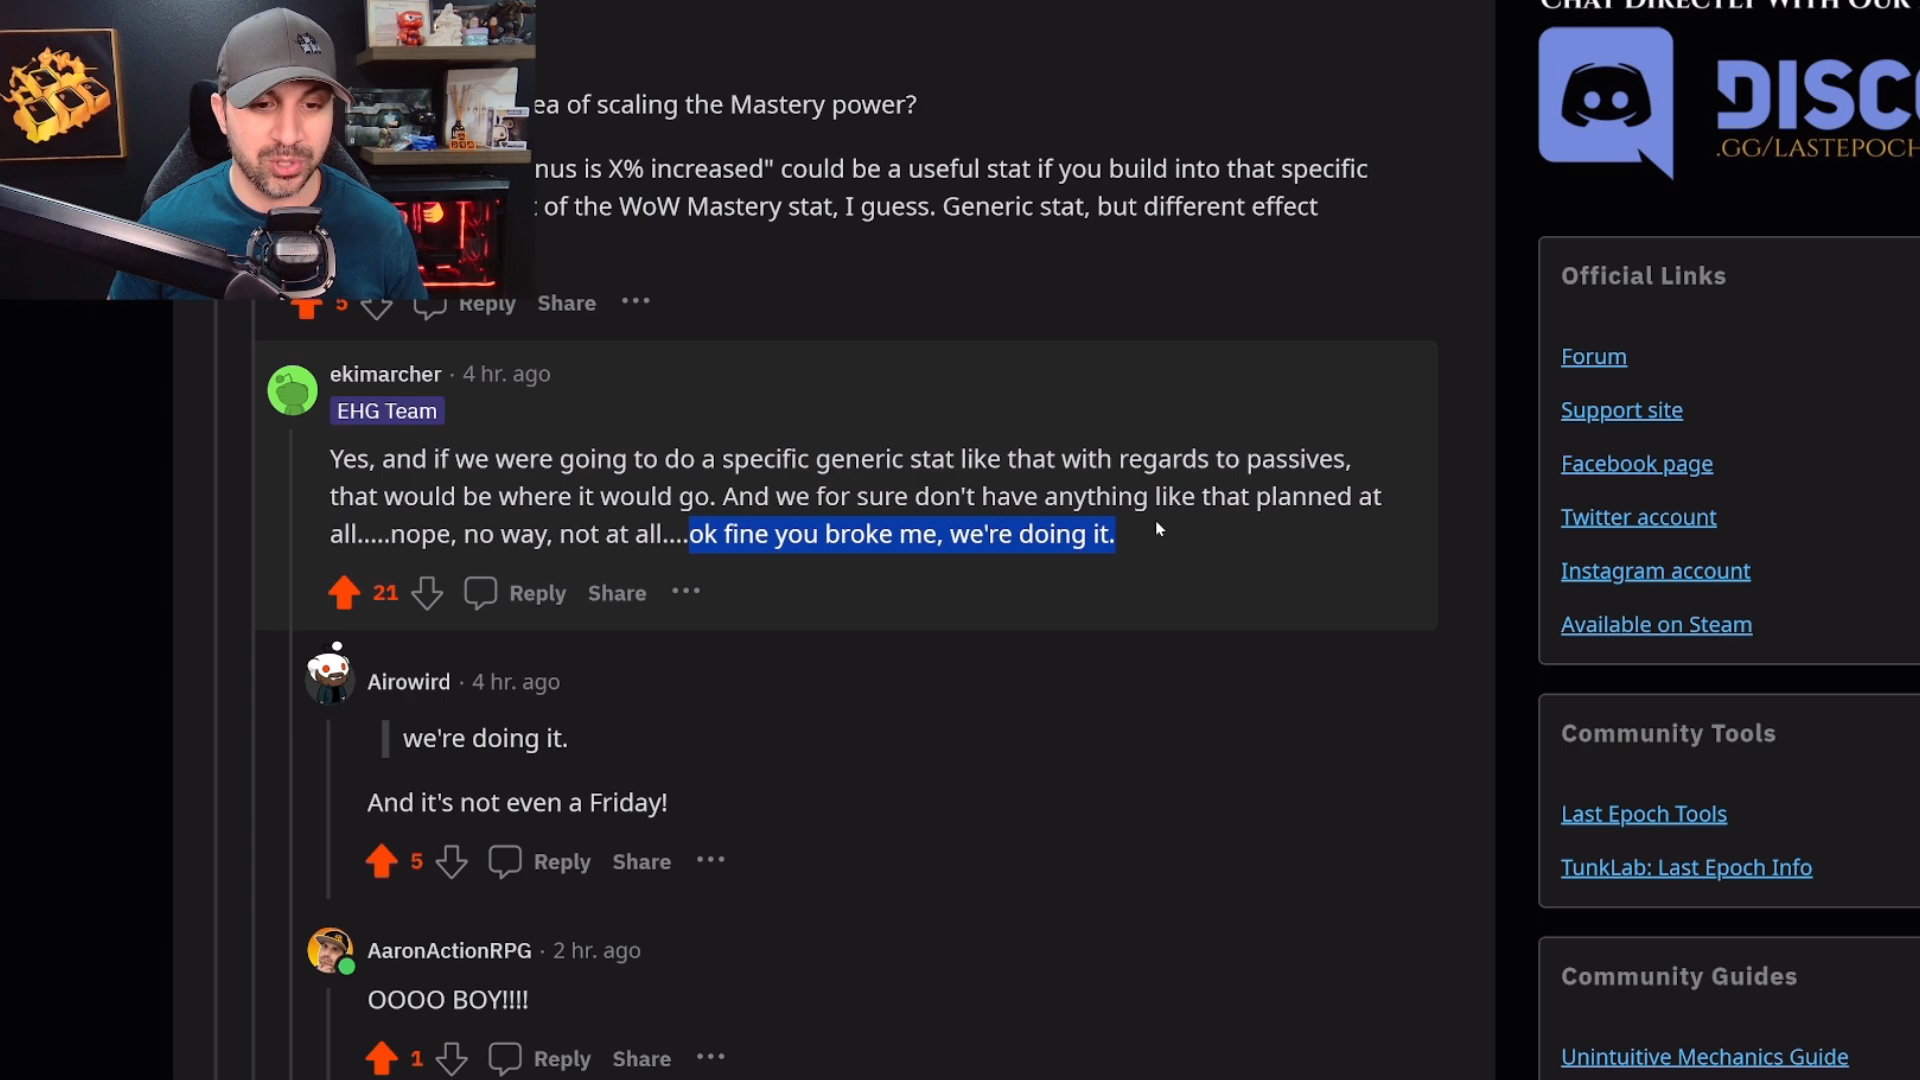 CHAT DIRECTLY WITH OUR
.GG/LASTEPOCH
ea of scaling the Mastery power?
nus is X% increased" could be a useful stat if you build into that specific
of the WoW Mastery stat, I guess. Generic stat, but different effect
5 Reply Share ...
ekimarcher · 4 hr. ago
EHG Team
Yes, and if we were going to do a specific generic stat like that with regards to passives,
that would be where it would go. And we for sure don't have anything like that planned at
all.....nope, no way, not at all....ok fine you broke me, we're doing it.
21 Reply Share ...
Airowird · 4 hr. ago
we're doing it.
And it's not even a Friday!
5 Reply Share ...
AaronActionRPG · 2 hr. ago
OOOO BOY!!!!
1 Reply Share ...
Official Links
Forum
Support site
Facebook page
Twitter account
Instagram account
Available on Steam
Community Tools
Last Epoch Tools
TunkLab: Last Epoch Info
Community Guides
Unintuitive Mechanics Guide